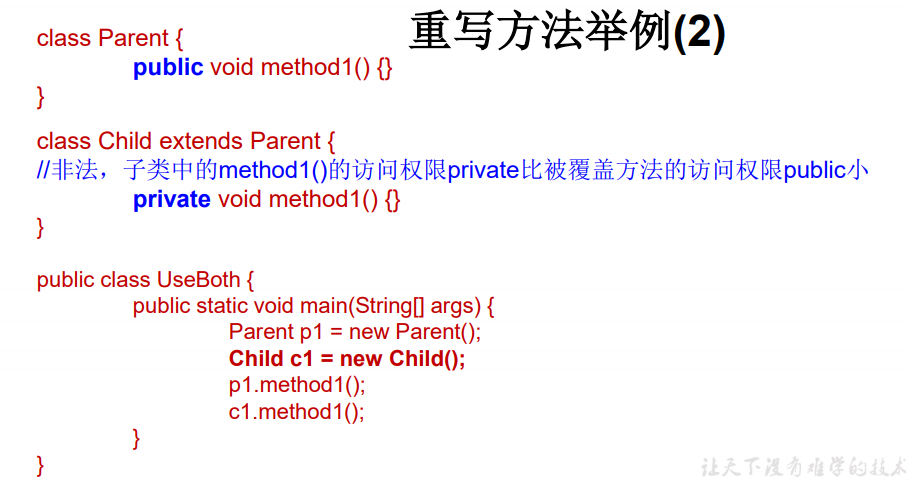 重写方法举例(2)
class Parent {
public void method1() {}
}
class Child extends Parent {
//非法，子类中的method1()的访问权限private比被覆盖方法的访问权限public小
private void method1() {}
}
public class UseBoth {
public static void main(String[] args) {
Parent p1 = new Parent();
Child c1 = new Child();
p1.method1();
c1.method1();
}
}
让天下没有难学的技术